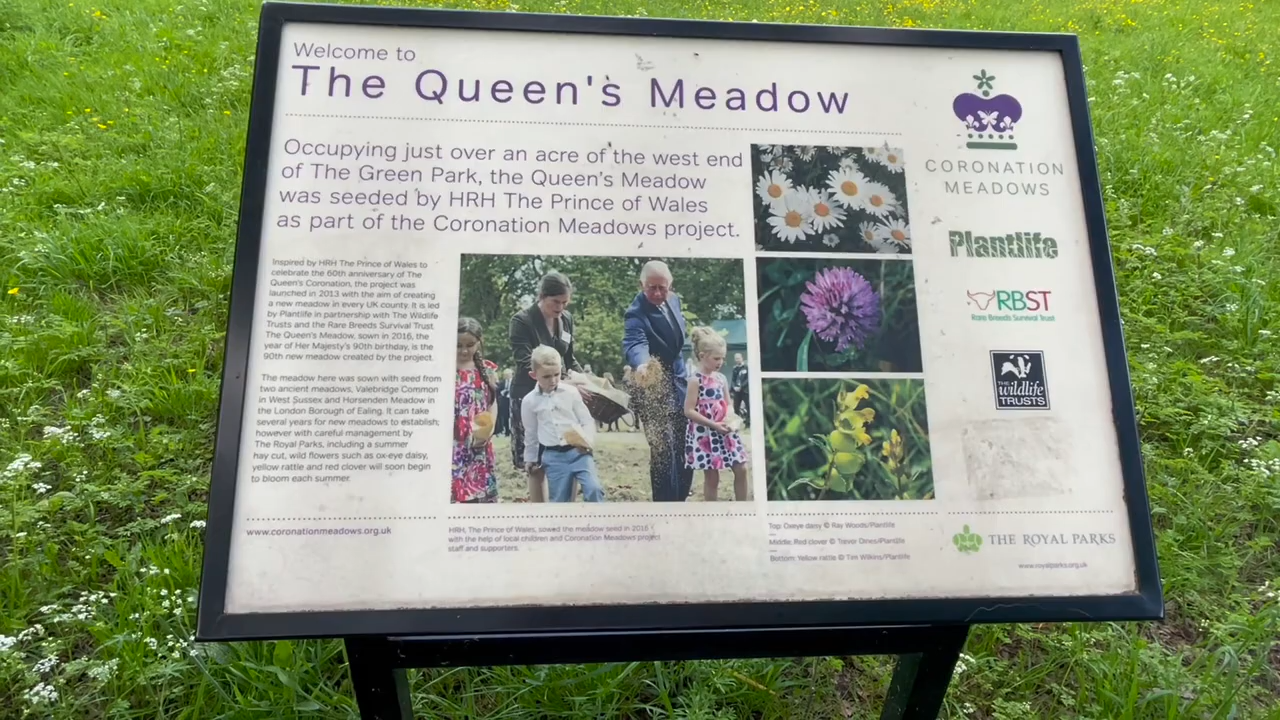 Welcome to
The Queen's Meadow
Occupying just over an acre of the west end
of The Green Park, the Queen's Meadow
was seeded by HRH The Prince of Wales
as part of the Coronation Meadows project.
Inspired by HRH The Prince of Wales to
celebrate the 60th anniversary of The
Queen's Coronation, the project was
launched in 2013 with the aim of creating
a new meadow in every UK county. It is led
by Plantlife in partnership with The Wildlife
Trusts and the Rare Breeds Survival Trust.
The Queen's Meadow, sown in 2016, the
year of Her Majesty's 90th birthday, is the
90th new meadow created by the project.
The meadow here was sown with seed from
two ancient meadows, Valebridge Common
in West Sussex and Horsenden Meadow in
the London Borough of Ealing. It can take
several years for new meadows to establish;
however with careful management by
The Royal Parks, including a summer
hay cut, wild flowers such as ox-eye daisy,
yellow rattle and red clover will soon begin
to bloom each summer.
www.coronationmeadows.org.uk
HRH, The Prince of Wales, sowed the meadow seed in 2016
with the help of local children and Coronation Meadows project
staff and supporters.
Top: Oxeye daisy © Ray Woods/Plantlife
Middle: Red clover © Trevor Dines/Plantlife
Bottom: Yellow rattle © Tim Wilkins/Plantlife
CORONATION
MEADOWS
Plantlife
RBST
Rare Breeds Survival Trust
THE
wildlife
TRUSTS
THE ROYAL PARKS
www.royalparks.org.uk